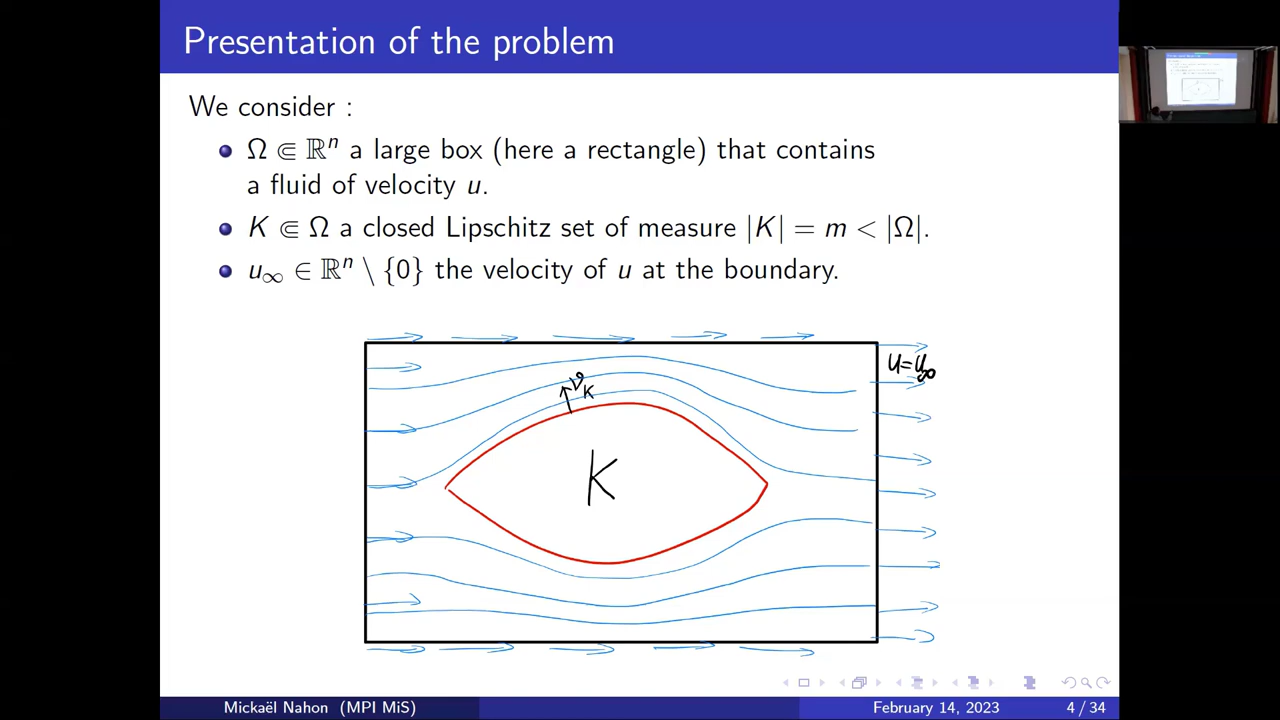 Presentation of the problem
We consider :
Ω ⋐ ℝⁿ a large box (here a rectangle) that contains
a fluid of velocity u.
K ⋐ Ω a closed Lipschitz set of measure |K| = m < |Ω|.
u∞ ∈ ℝⁿ \ {0} the velocity of u at the boundary.
u=u∞
νK
K
Mickaël Nahon (MPI MiS)
February 14, 2023
4 / 34